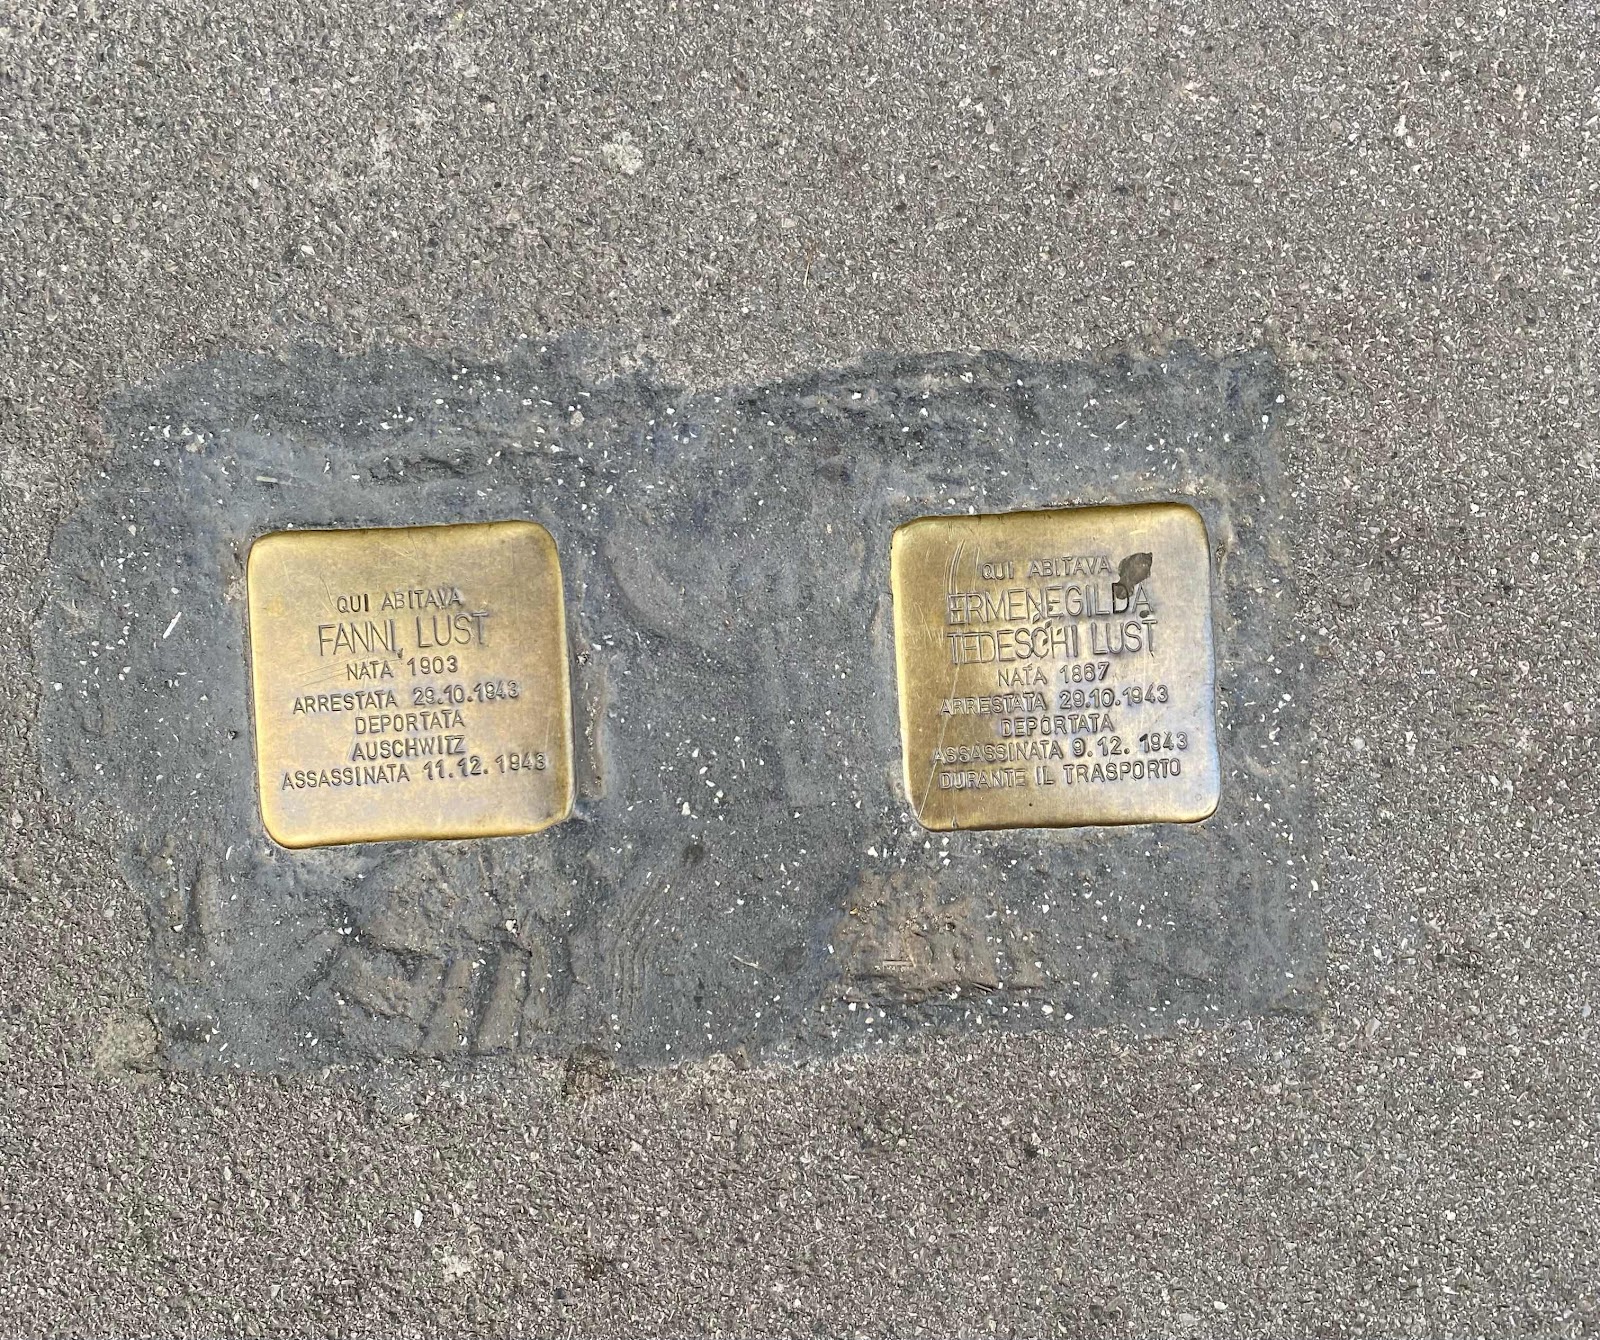 QUI ABITAVA
FANNI LUST
NATA 1903
ARRESTATA 29.10.1943
DEPORTATA
AUSCHWITZ
ASSASSINATA 11.12.1943
QUI ABITAVA
ERMENEGILDA
TEDESCHI LUST
NATA 1867
ARRESTATA 29.10.1943
DEPORTATA
ASSASSINATA 9.12.1943
DURANTE IL TRASPORTO